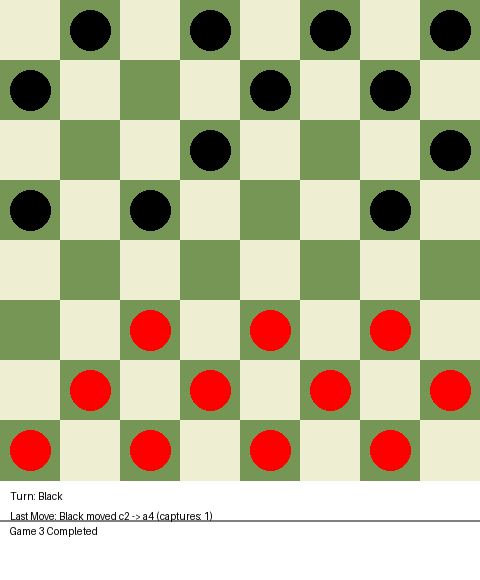 Turn: Black
Last Move: Black moved c2 -> a4 (captures: 1)
Game 3 Completed